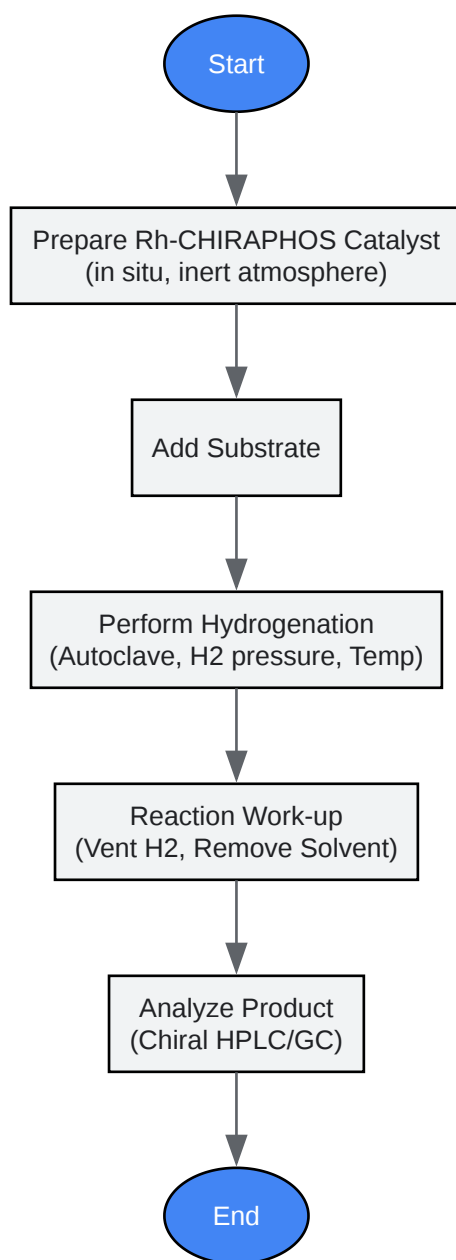 Start
Prepare Rh-CHIRAPHOS Catalyst
(in situ, inert atmosphere)
Add Substrate
Perform Hydrogenation
(Autoclave, H2 pressure, Temp)
Reaction Work-up
(Vent H2, Remove Solvent)
Analyze Product
(Chiral HPLC/GC)
End